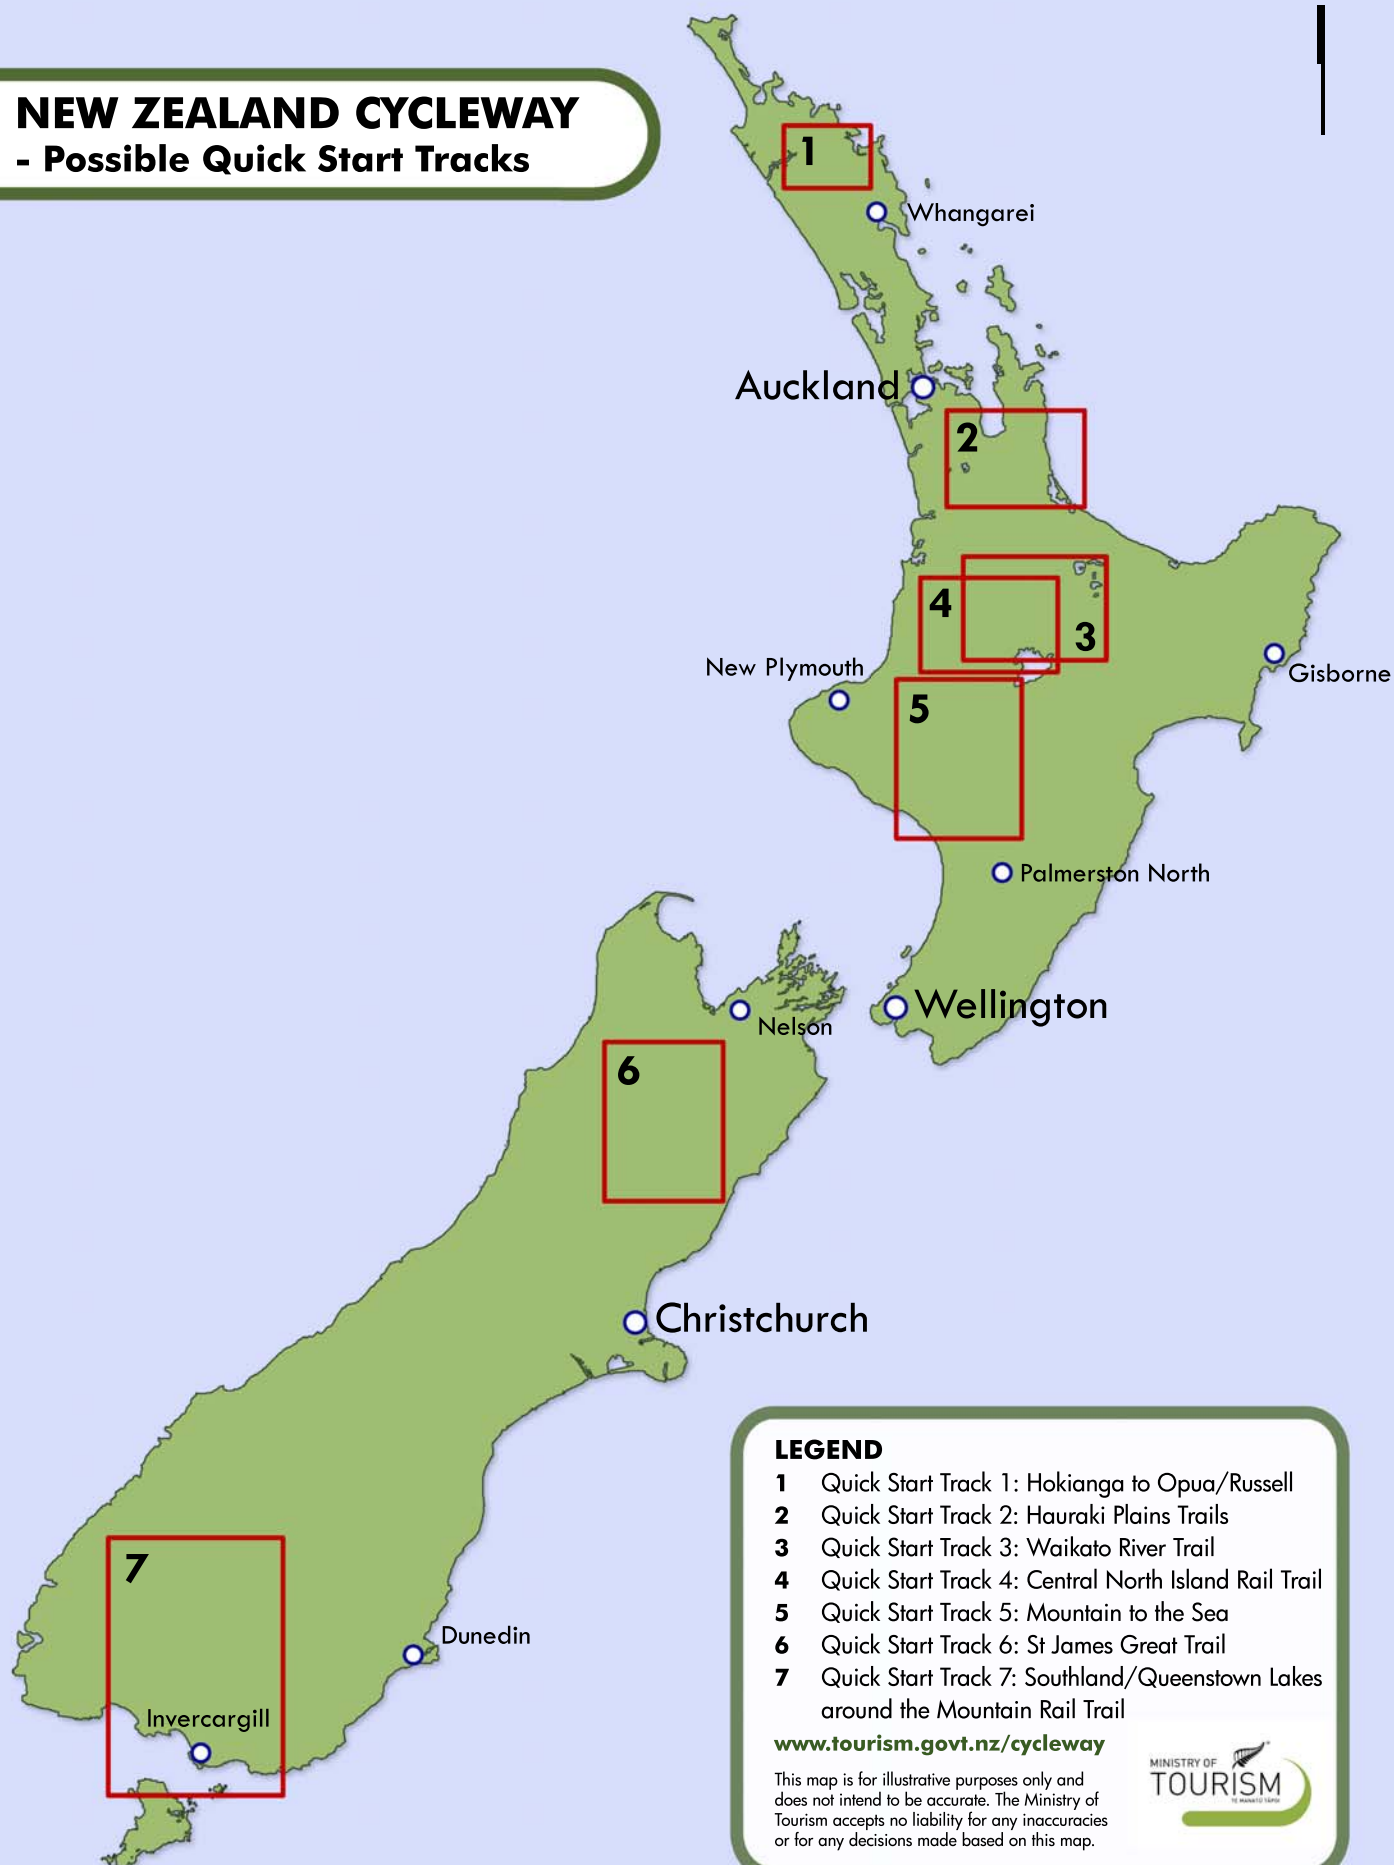 NEW ZEALAND CYCLEWAY
- Possible Quick Start Tracks
1
Whangarei
Auckland
2
4
3
New Plymouth
Gisborne
5
Palmerston North
Wellington
Nelson
6
Christchurch
7
Dunedin
Invercargill
LEGEND
1 Quick Start Track 1: Hokianga to Opua/Russell
2 Quick Start Track 2: Hauraki Plains Trails
3 Quick Start Track 3: Waikato River Trail
4 Quick Start Track 4: Central North Island Rail Trail
5 Quick Start Track 5: Mountain to the Sea
6 Quick Start Track 6: St James Great Trail
7 Quick Start Track 7: Southland/Queenstown Lakes
around the Mountain Rail Trail
www.tourism.govt.nz/cycleway
This map is for illustrative purposes only and
does not intend to be accurate. The Ministry of
Tourism accepts no liability for any inaccuracies
or for any decisions made based on this map.
MINISTRY OF
TOURISM
TE MANATŪ TĀPOI